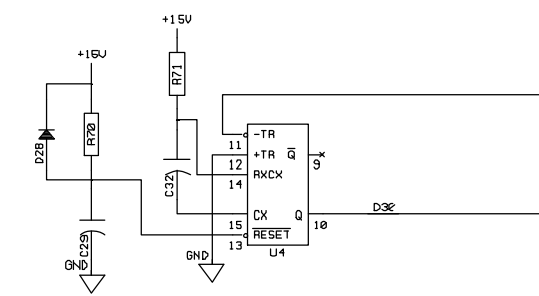 +15V
+15V
R71
R70
D28
C32
C29
GND
GND
-TR
11
+TR Q
12 9
RXCX
14
CX Q
15 10
RESET
13
U4
D32